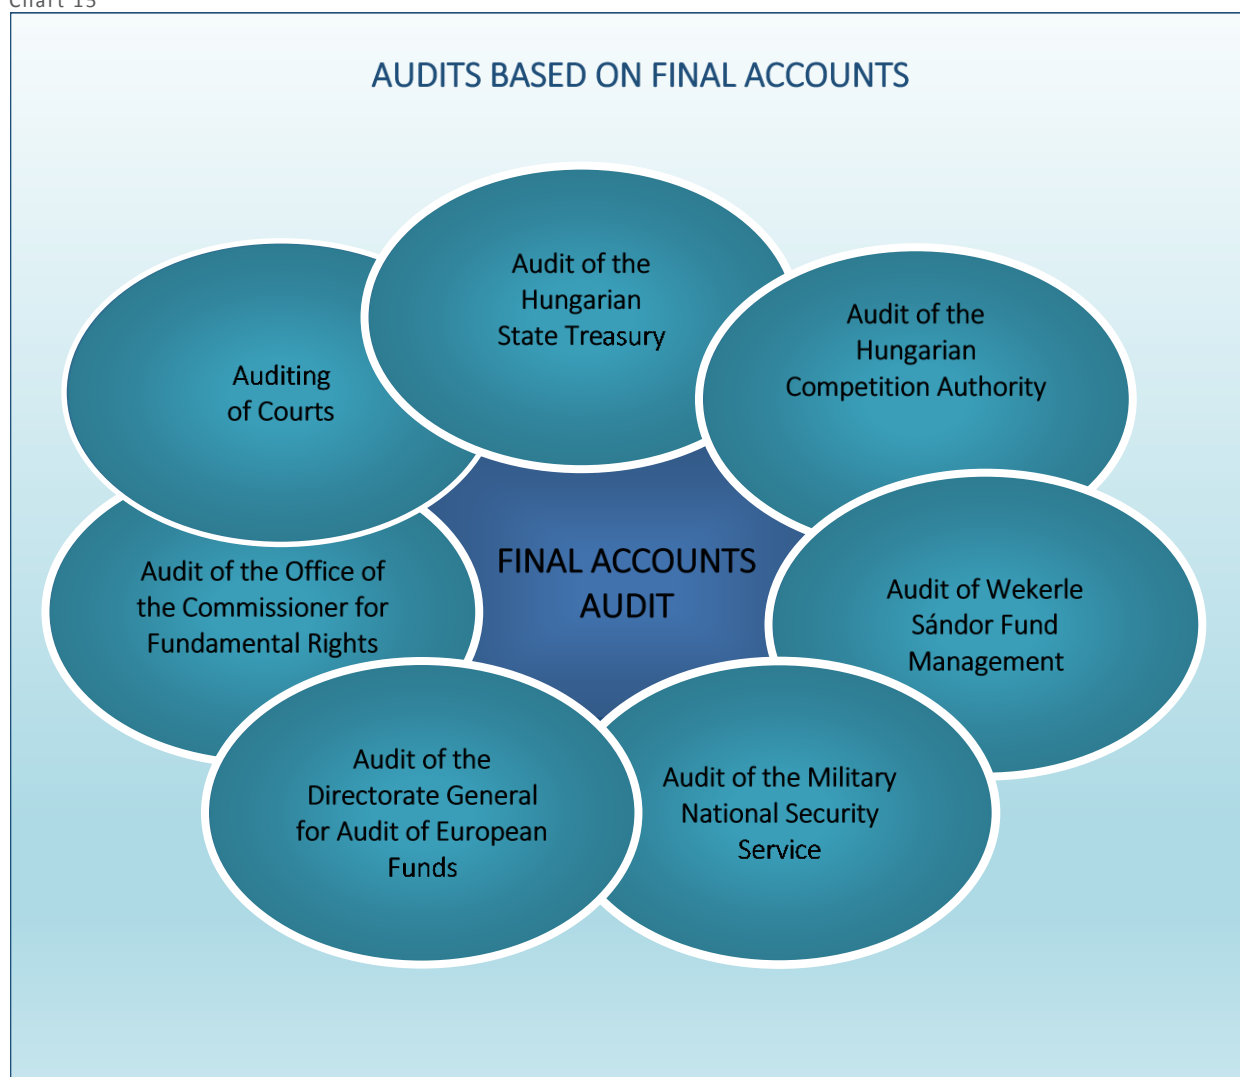 Chart 15
AUDITS BASED ON FINAL ACCOUNTS
Audit of the
Hungarian
State Treasury
Audit of the
Hungarian
Competition Authority
Auditing
of Courts
FINAL ACCOUNTS
AUDIT
Audit of the Office of
the Commissioner for
Fundamental Rights
Audit of Wekerle
Sándor Fund
Management
Audit of the
Directorate General
for Audit of European
Funds
Audit of the Military
National Security
Service